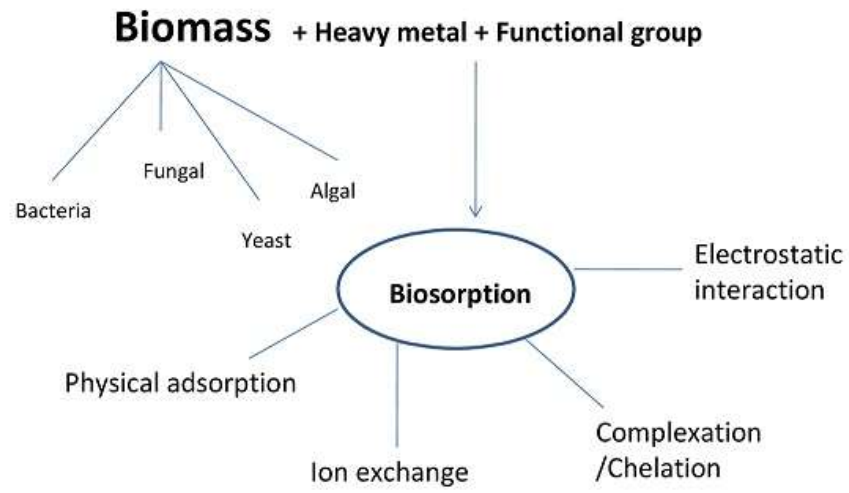 Biomass + Heavy metal + Functional group
Fungal
Algal
Bacteria
Yeast
Electrostatic
interaction
Biosorption
Physical adsorption
Complexation
/Chelation
Ion exchange